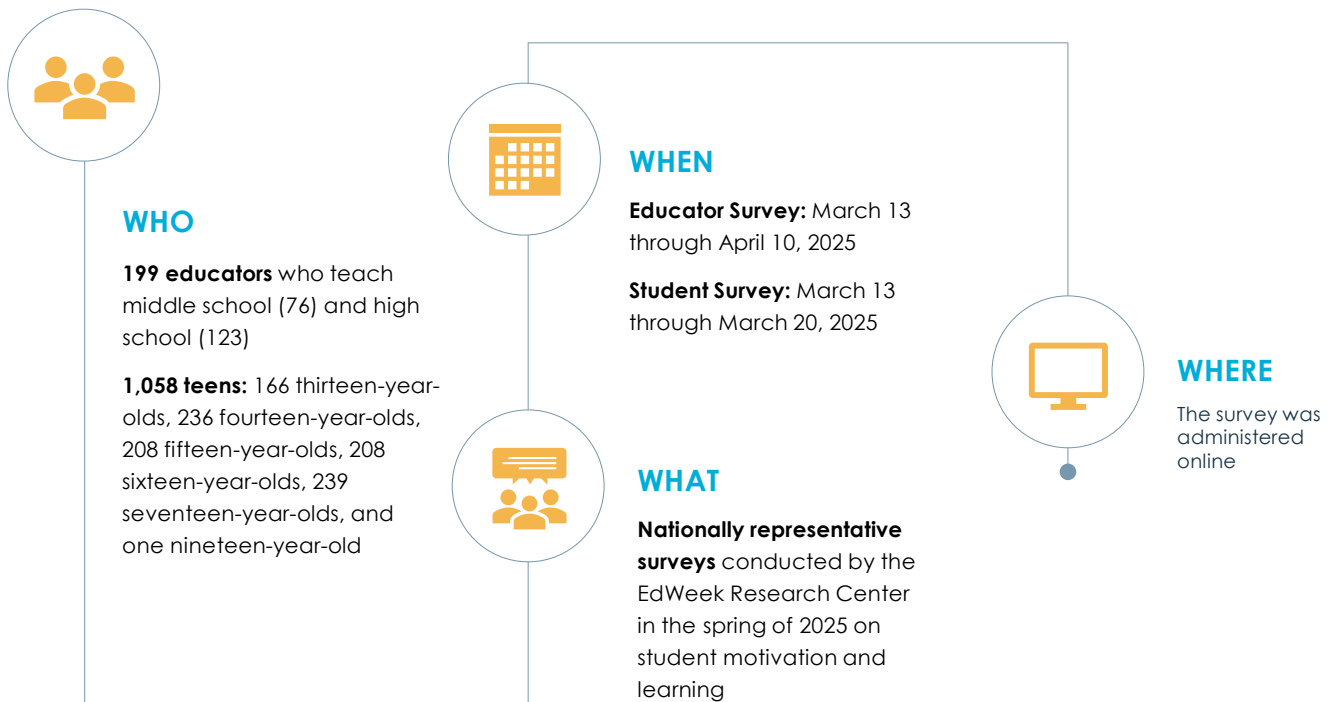 WHO
199 educators who teach
middle school (76) and high
school (123)
1,058 teens: 166 thirteen-year-
olds, 236 fourteen-year-olds,
208 fifteen-year-olds, 208
sixteen-year-olds, 239
seventeen-year-olds, and
one nineteen-year-old
WHEN
Educator Survey: March 13
through April 10, 2025
Student Survey: March 13
through March 20, 2025
WHAT
Nationally representative
surveys conducted by the
EdWeek Research Center
in the spring of 2025 on
student motivation and
learning
WHERE
The survey was
administered
online